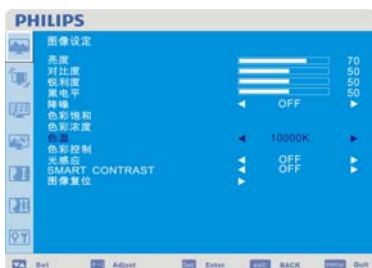 PHILIPS
图像设定
亮度 70
对比度 50
锐利度 50
黑电平 50
降噪 OFF
色彩饱和
色彩浓度
色温 10000K
色彩控制
光感应 OFF
SMART CONTRAST OFF
图像复位
Sel Adjust Enter BACK Quit